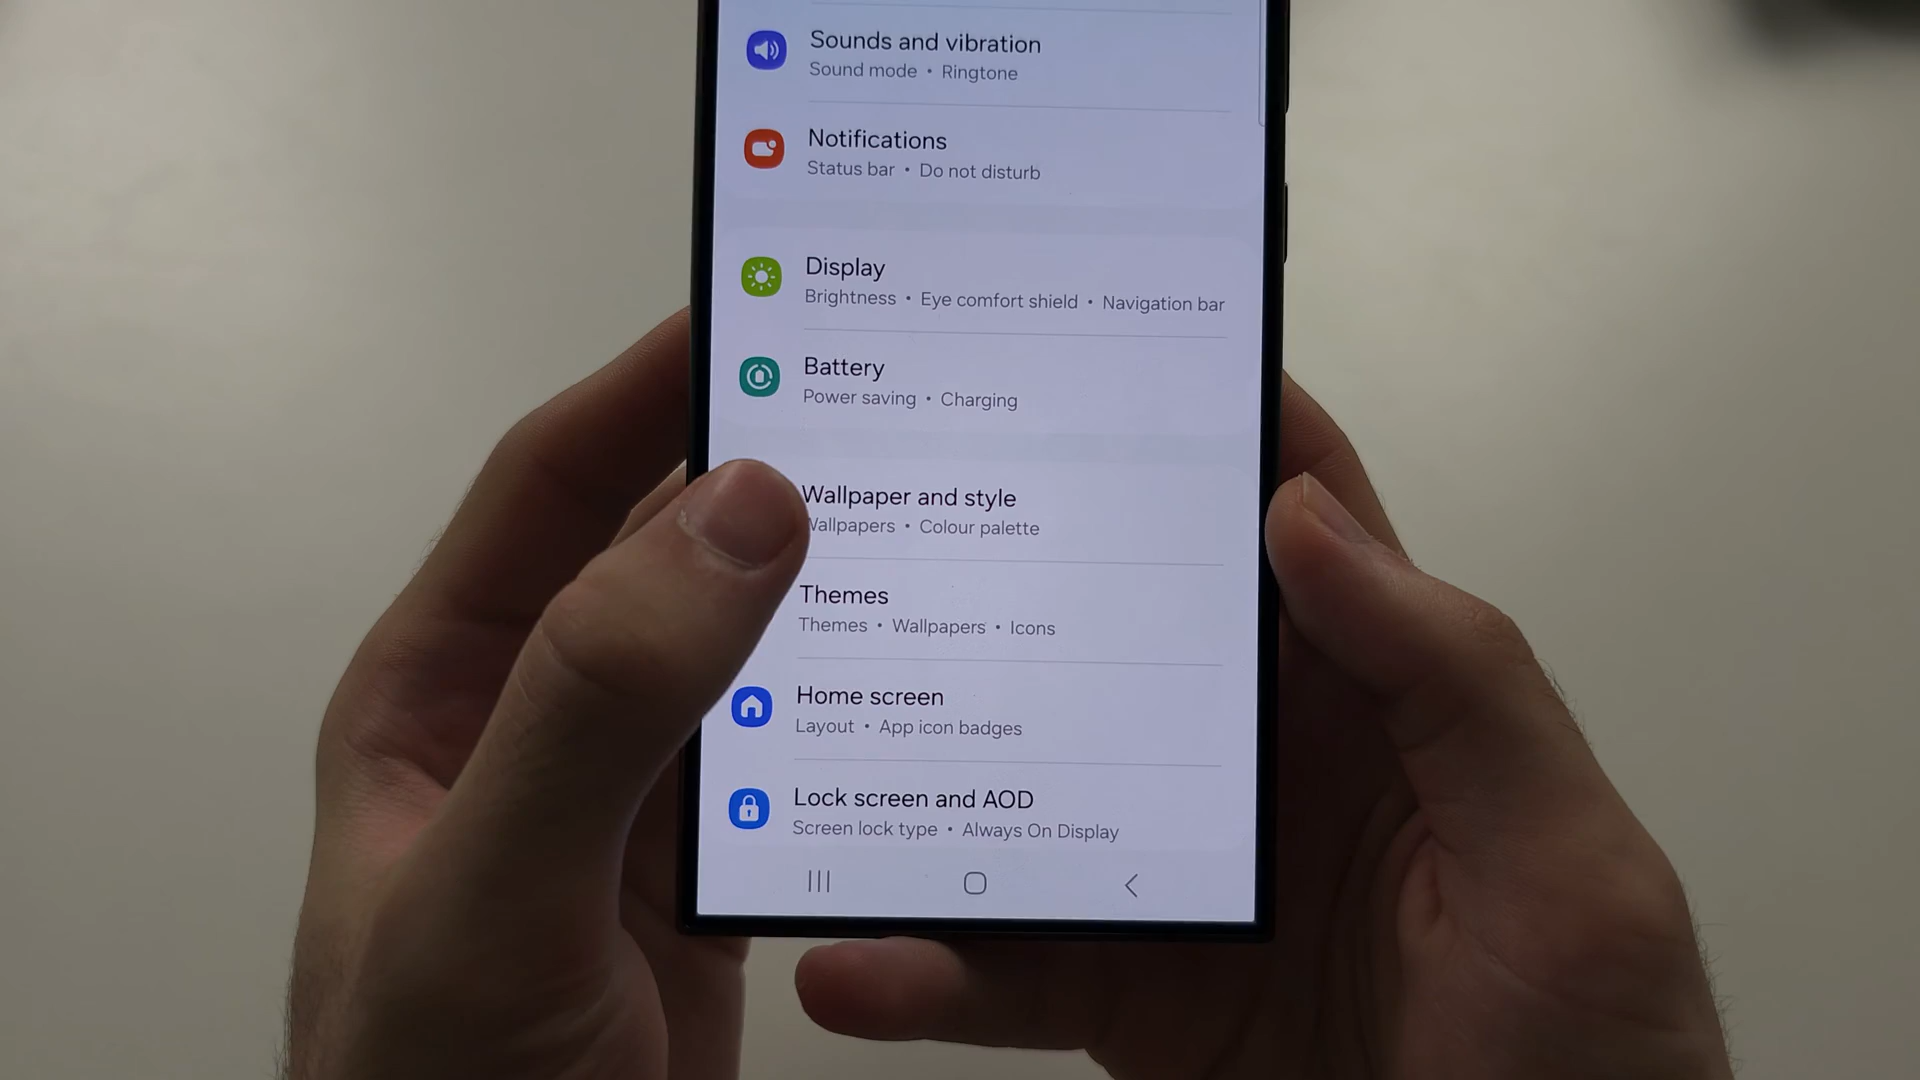 Sounds and vibration
Sound mode • Ringtone
Notifications
Status bar • Do not disturb
Display
Brightness • Eye comfort shield • Navigation bar
Battery
Power saving • Charging
Wallpaper and style
Wallpapers • Colour palette
Themes
Themes • Wallpapers • Icons
Home screen
Layout • App icon badges
Lock screen and AOD
Screen lock type • Always On Display